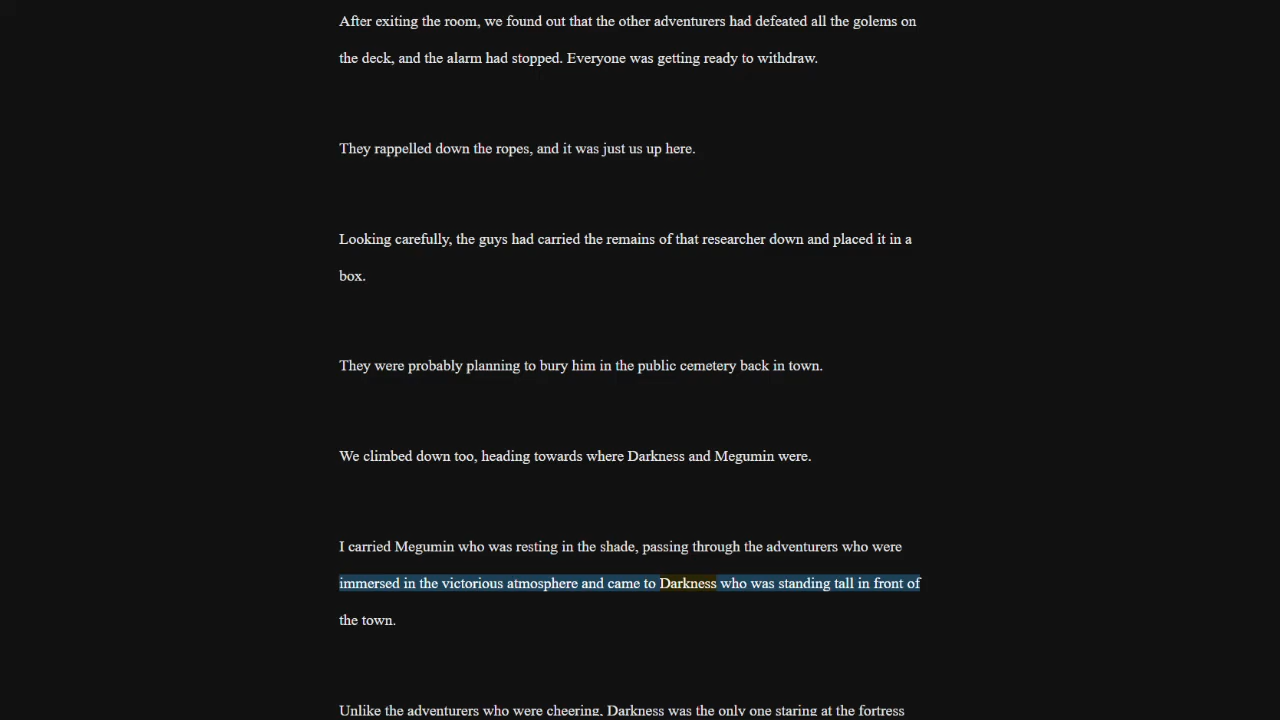 After exiting the room, we found out that the other adventurers had defeated all the golems on
the deck, and the alarm had stopped. Everyone was getting ready to withdraw.
They rappelled down the ropes, and it was just us up here.
Looking carefully, the guys had carried the remains of that researcher down and placed it in a
box.
They were probably planning to bury him in the public cemetery back in town.
We climbed down too, heading towards where Darkness and Megumin were.
I carried Megumin who was resting in the shade, passing through the adventurers who were
immersed in the victorious atmosphere and came to Darkness who was standing tall in front of
the town.
Unlike the adventurers who were cheering, Darkness was the only one staring at the fortress